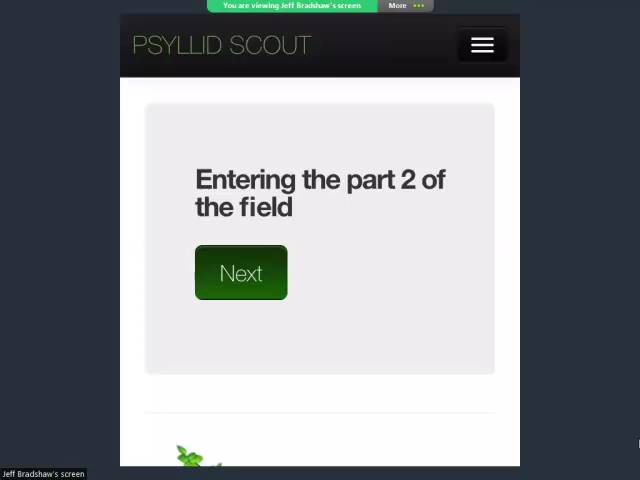 You are viewing Jeff Bradshaw's screen More
PSYLLID SCOUT
Entering the part 2 of
the field
Next
Jeff Bradshaw's screen